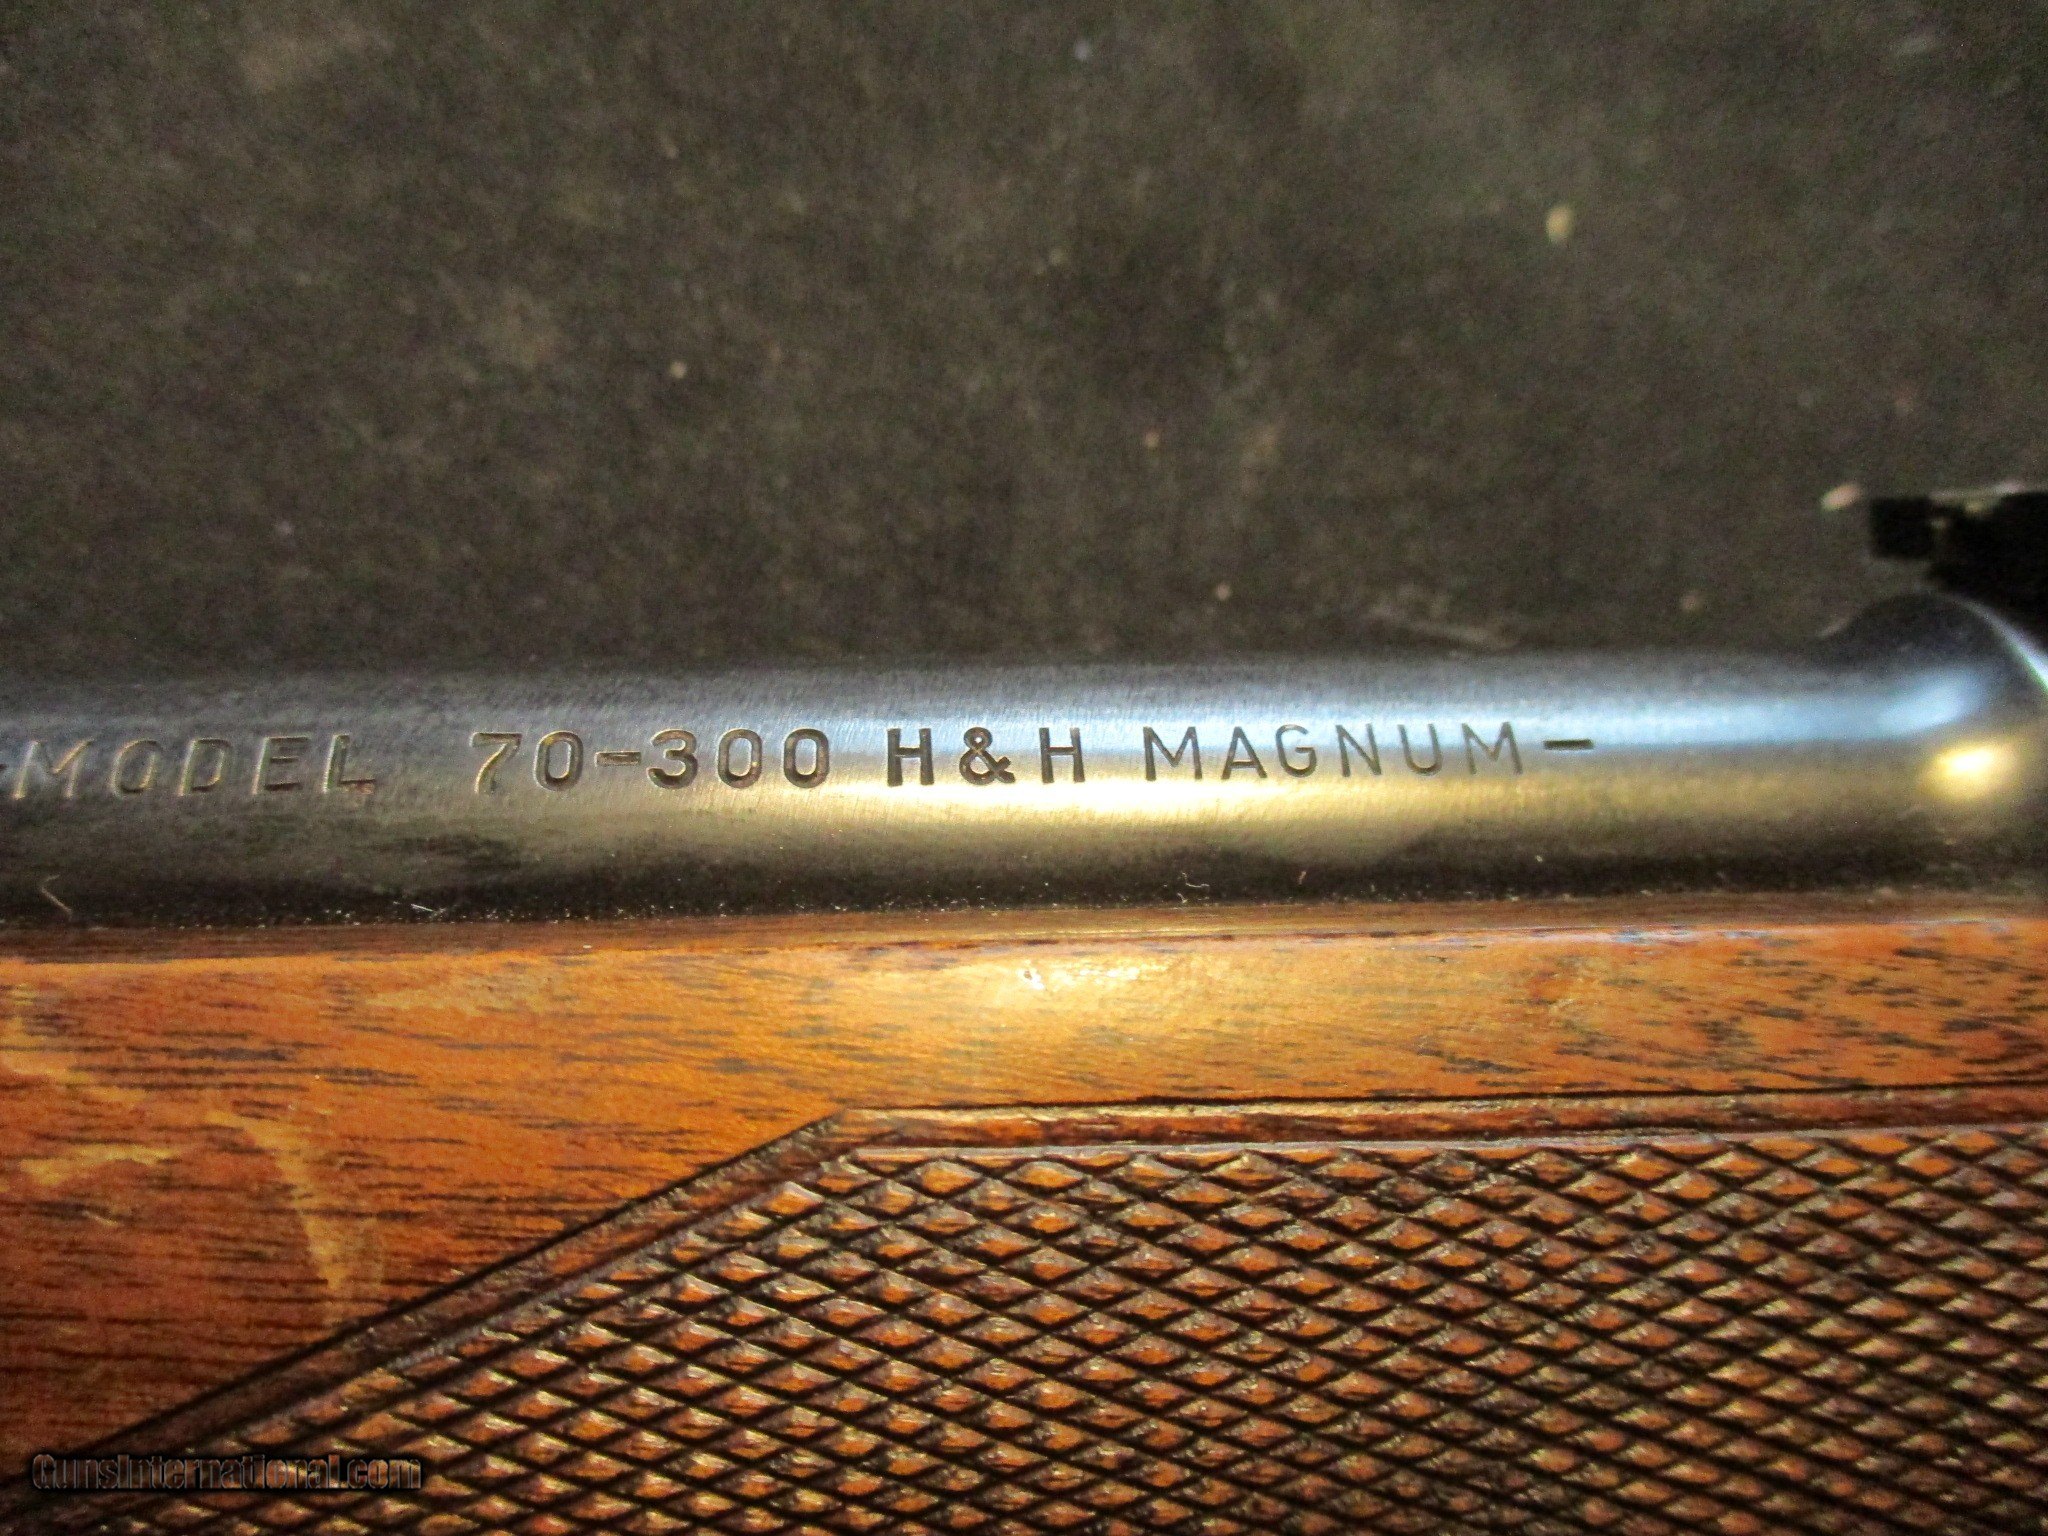 -MODEL 70-300 H&H MAGNUM-
GunsInternational.com